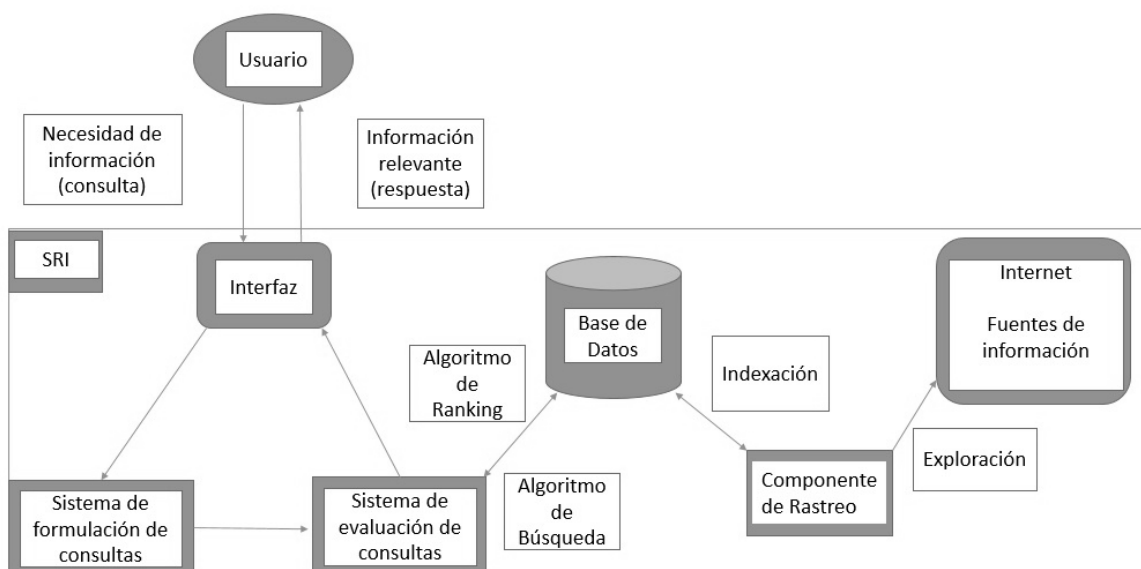 Usuario
Necesidad de
información
(consulta)
Información
relevante
(respuesta)
SRI
Interfaz
Base de
Datos
Internet
Fuentes de
información
Algoritmo
de
Ranking
Indexación
Exploración
Sistema de
formulación de
consultas
Sistema de
evaluación de
consultas
Algoritmo
de
Búsqueda
Componente
de Rastreo